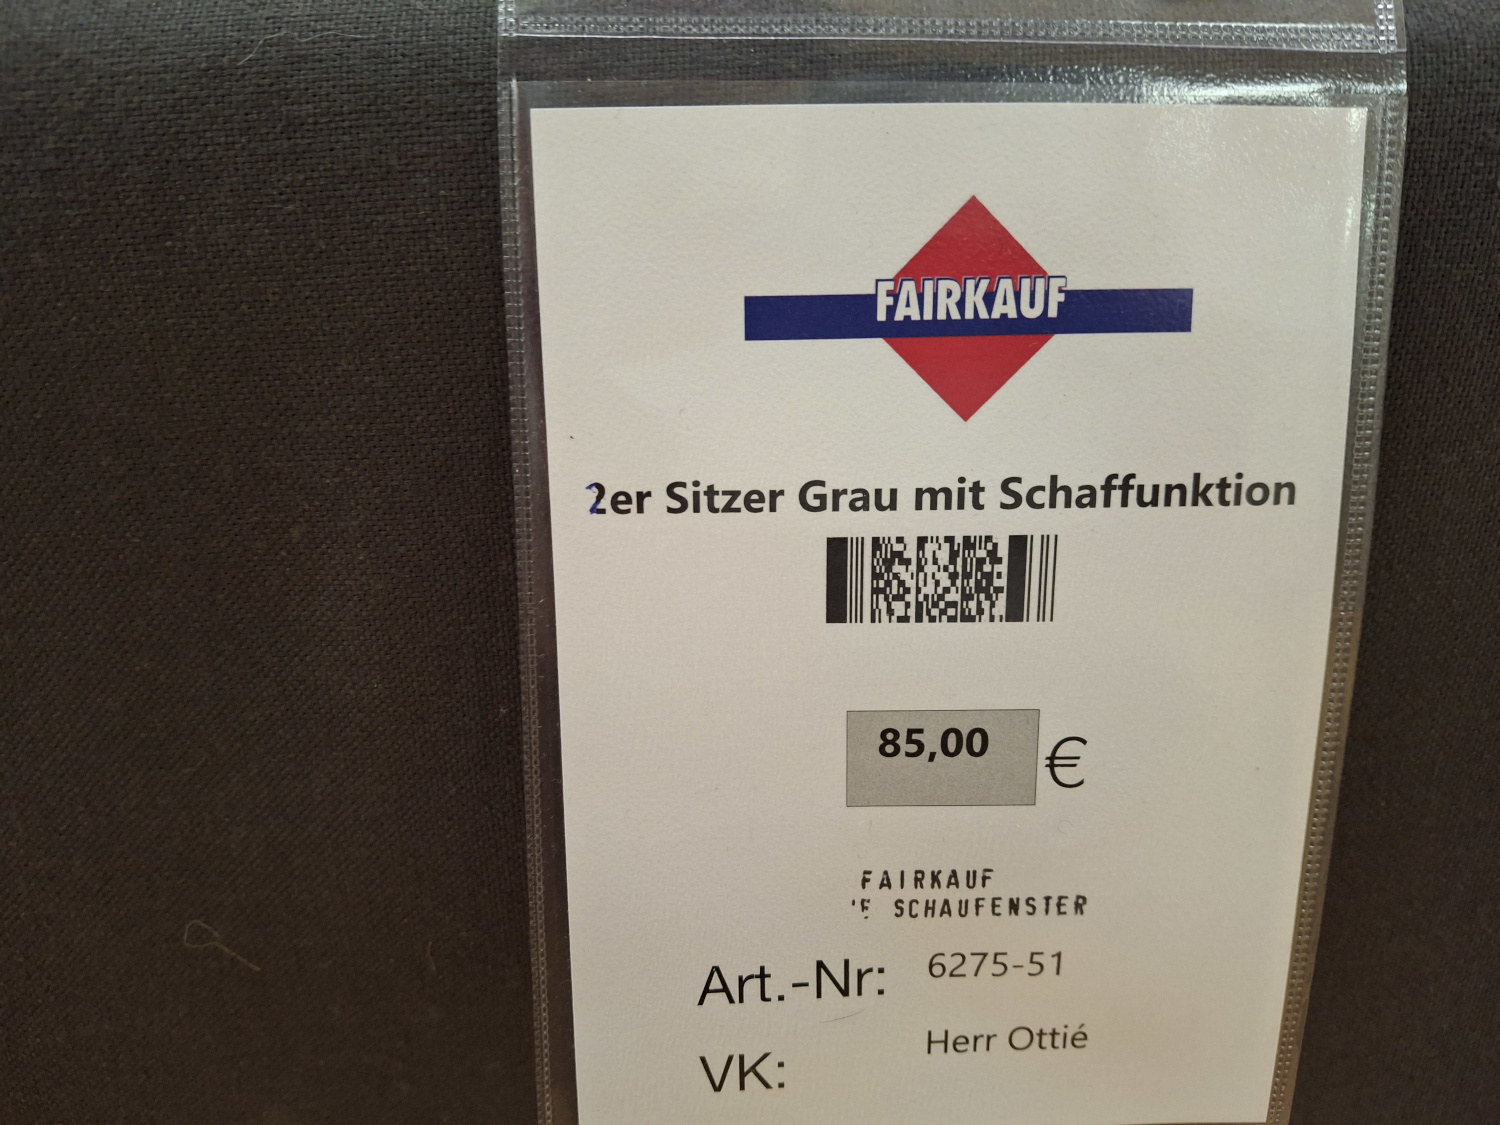 FAIRKAUF
2er Sitzer Grau mit Schaffunktion
85,00 €
FAIRKAUF
SCHAUFENSTER
Art.-Nr: 6275-51
Herr Ottié
VK: